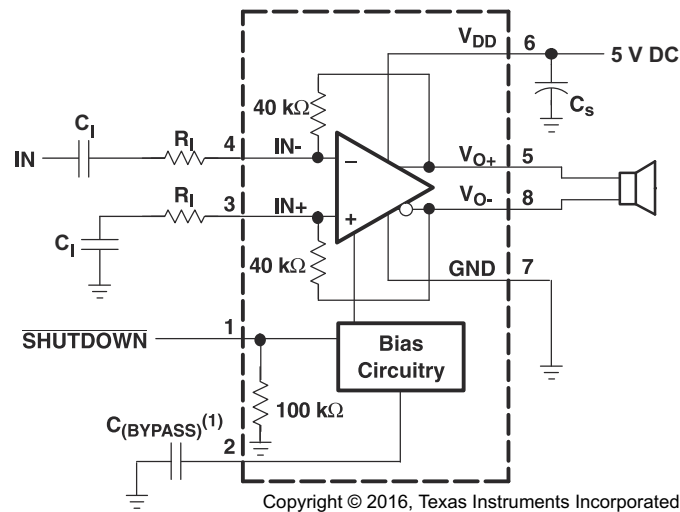 V_DD 6
5 V DC
40 kΩ
C_s
C_I
R_I
4 IN-
IN
−
V_O+ 5
R_I
3 IN+
+
V_O- 8
C_I
40 kΩ
GND 7
SHUTDOWN
1
Bias
Circuitry
100 kΩ
C_(BYPASS)^(1)
2
Copyright © 2016, Texas Instruments Incorporated